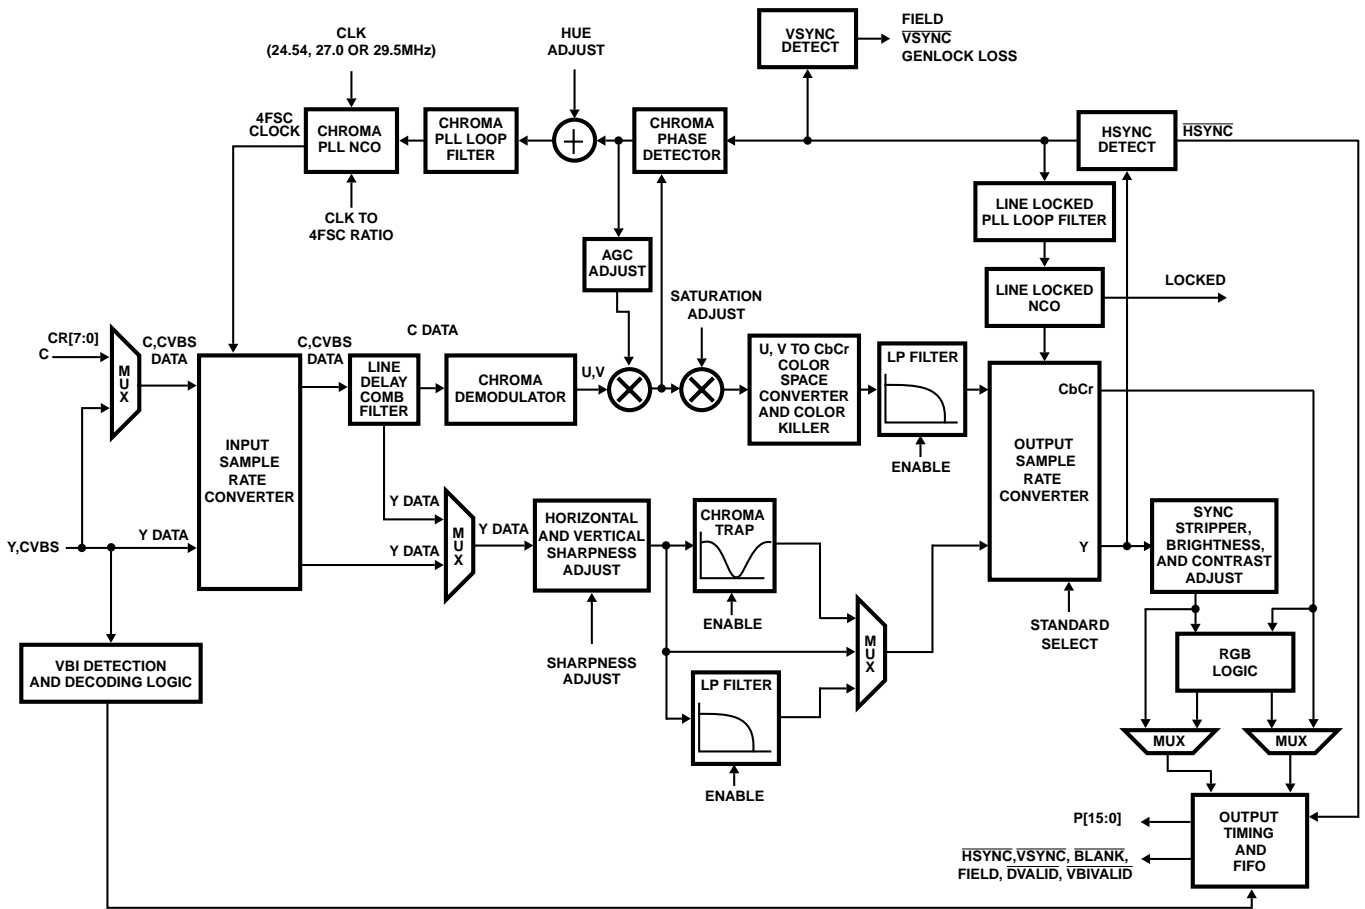 CLK
(24.54, 27.0 OR 29.5MHz)
HUE
ADJUST
VSYNC
DETECT
FIELD
VSYNC
GENLOCK LOSS
4FSC
CLOCK
CHROMA
PLL NCO
CHROMA
PLL LOOP
FILTER
+
CHROMA
PHASE
DETECTOR
HSYNC
DETECT
HSYNC
CLK TO
4FSC RATIO
LINE LOCKED
PLL LOOP FILTER
AGC
ADJUST
LINE LOCKED
NCO
LOCKED
SATURATION
ADJUST
CR[7:0]
C
MUX
C,CVBS
DATA
C,CVBS
DATA
C DATA
LINE
DELAY
COMB
FILTER
CHROMA
DEMODULATOR
U,V
U, V TO CbCr
COLOR
SPACE
CONVERTER
AND COLOR
KILLER
LP FILTER
ENABLE
CbCr
OUTPUT
SAMPLE
RATE
CONVERTER
Y
INPUT
SAMPLE
RATE
CONVERTER
Y,CVBS
Y DATA
Y DATA
Y DATA
MUX
Y DATA
HORIZONTAL
AND VERTICAL
SHARPNESS
ADJUST
CHROMA
TRAP
ENABLE
SHARPNESS
ADJUST
MUX
LP FILTER
ENABLE
STANDARD
SELECT
SYNC
STRIPPER,
BRIGHTNESS,
AND CONTRAST
ADJUST
RGB
LOGIC
VBI DETECTION
AND DECODING LOGIC
MUX
MUX
P[15:0]
OUTPUT
TIMING
AND
FIFO
HSYNC,VSYNC, BLANK,
FIELD, DVALID, VBIVALID